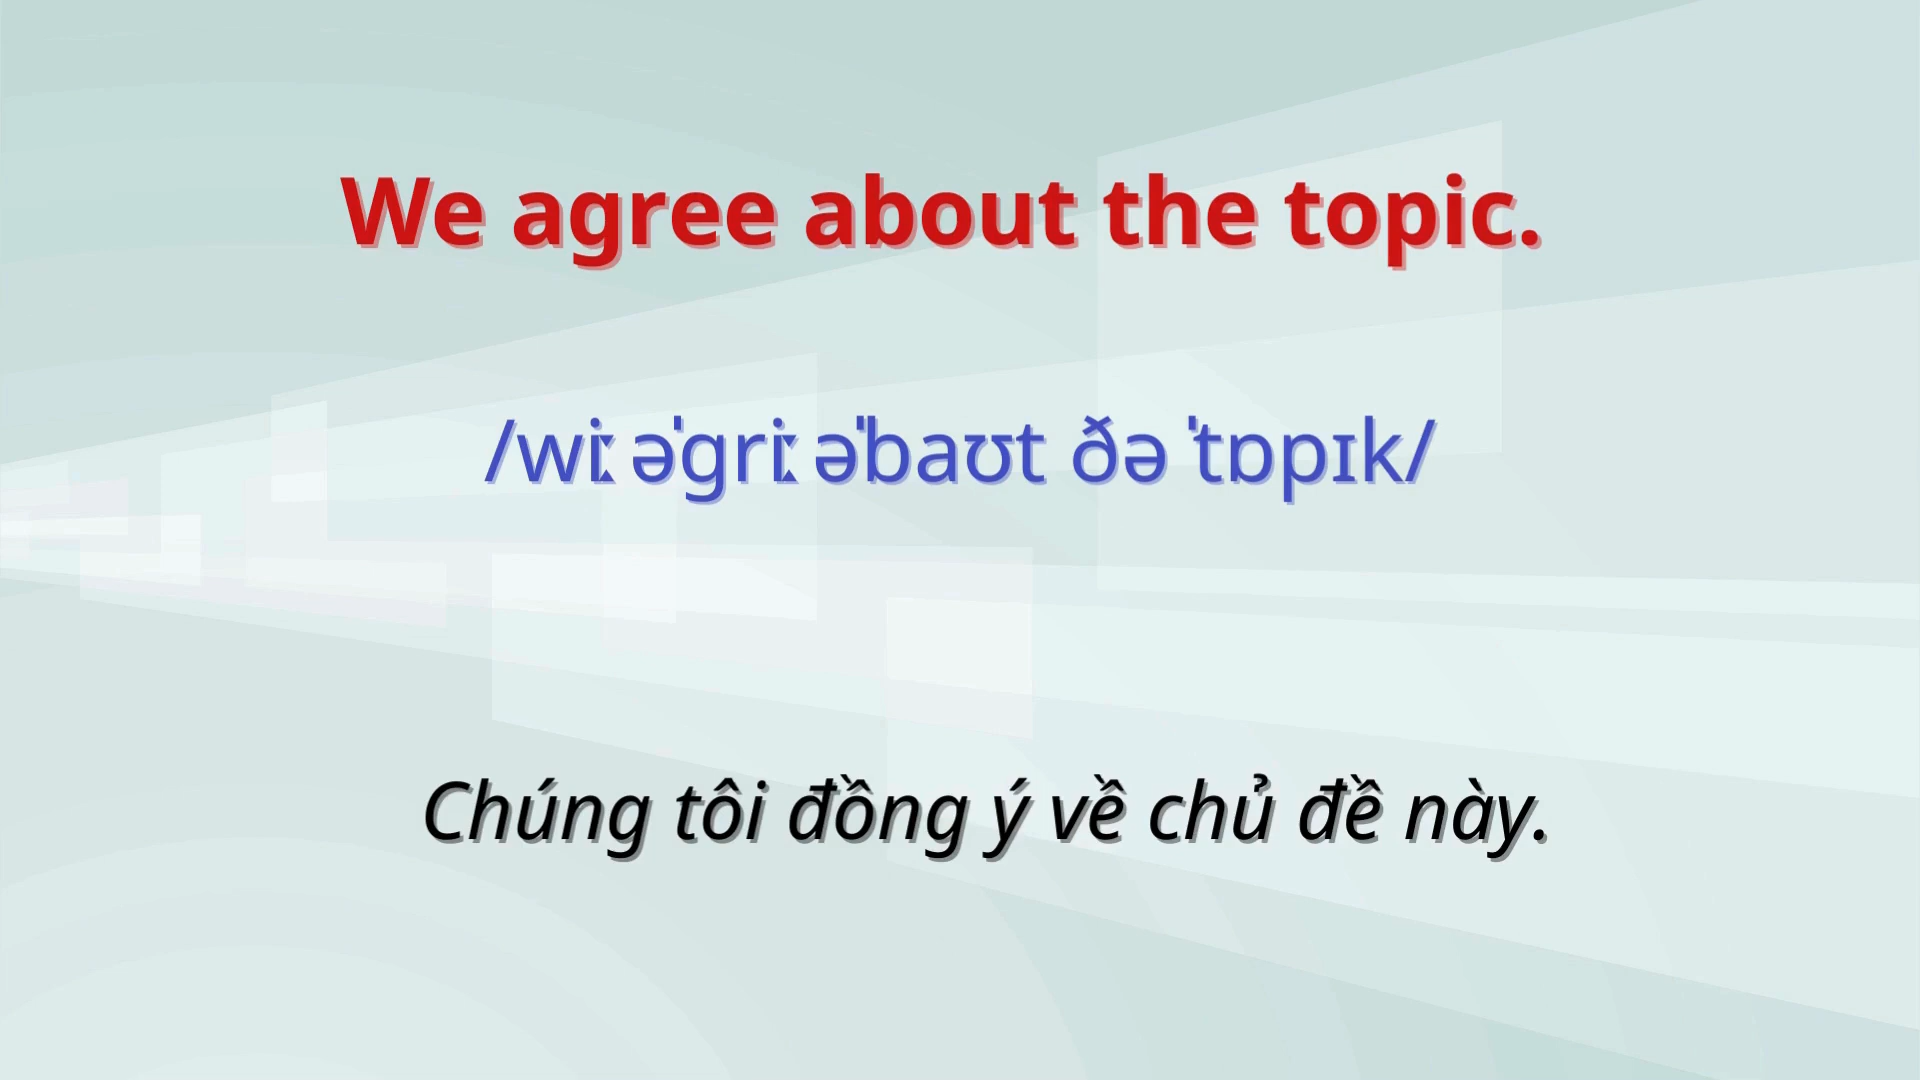 We agree about the topic.
/wiː əˈɡriː əˈbaʊt ðə ˈtɒpɪk/
Chúng tôi đồng ý về chủ đề này.